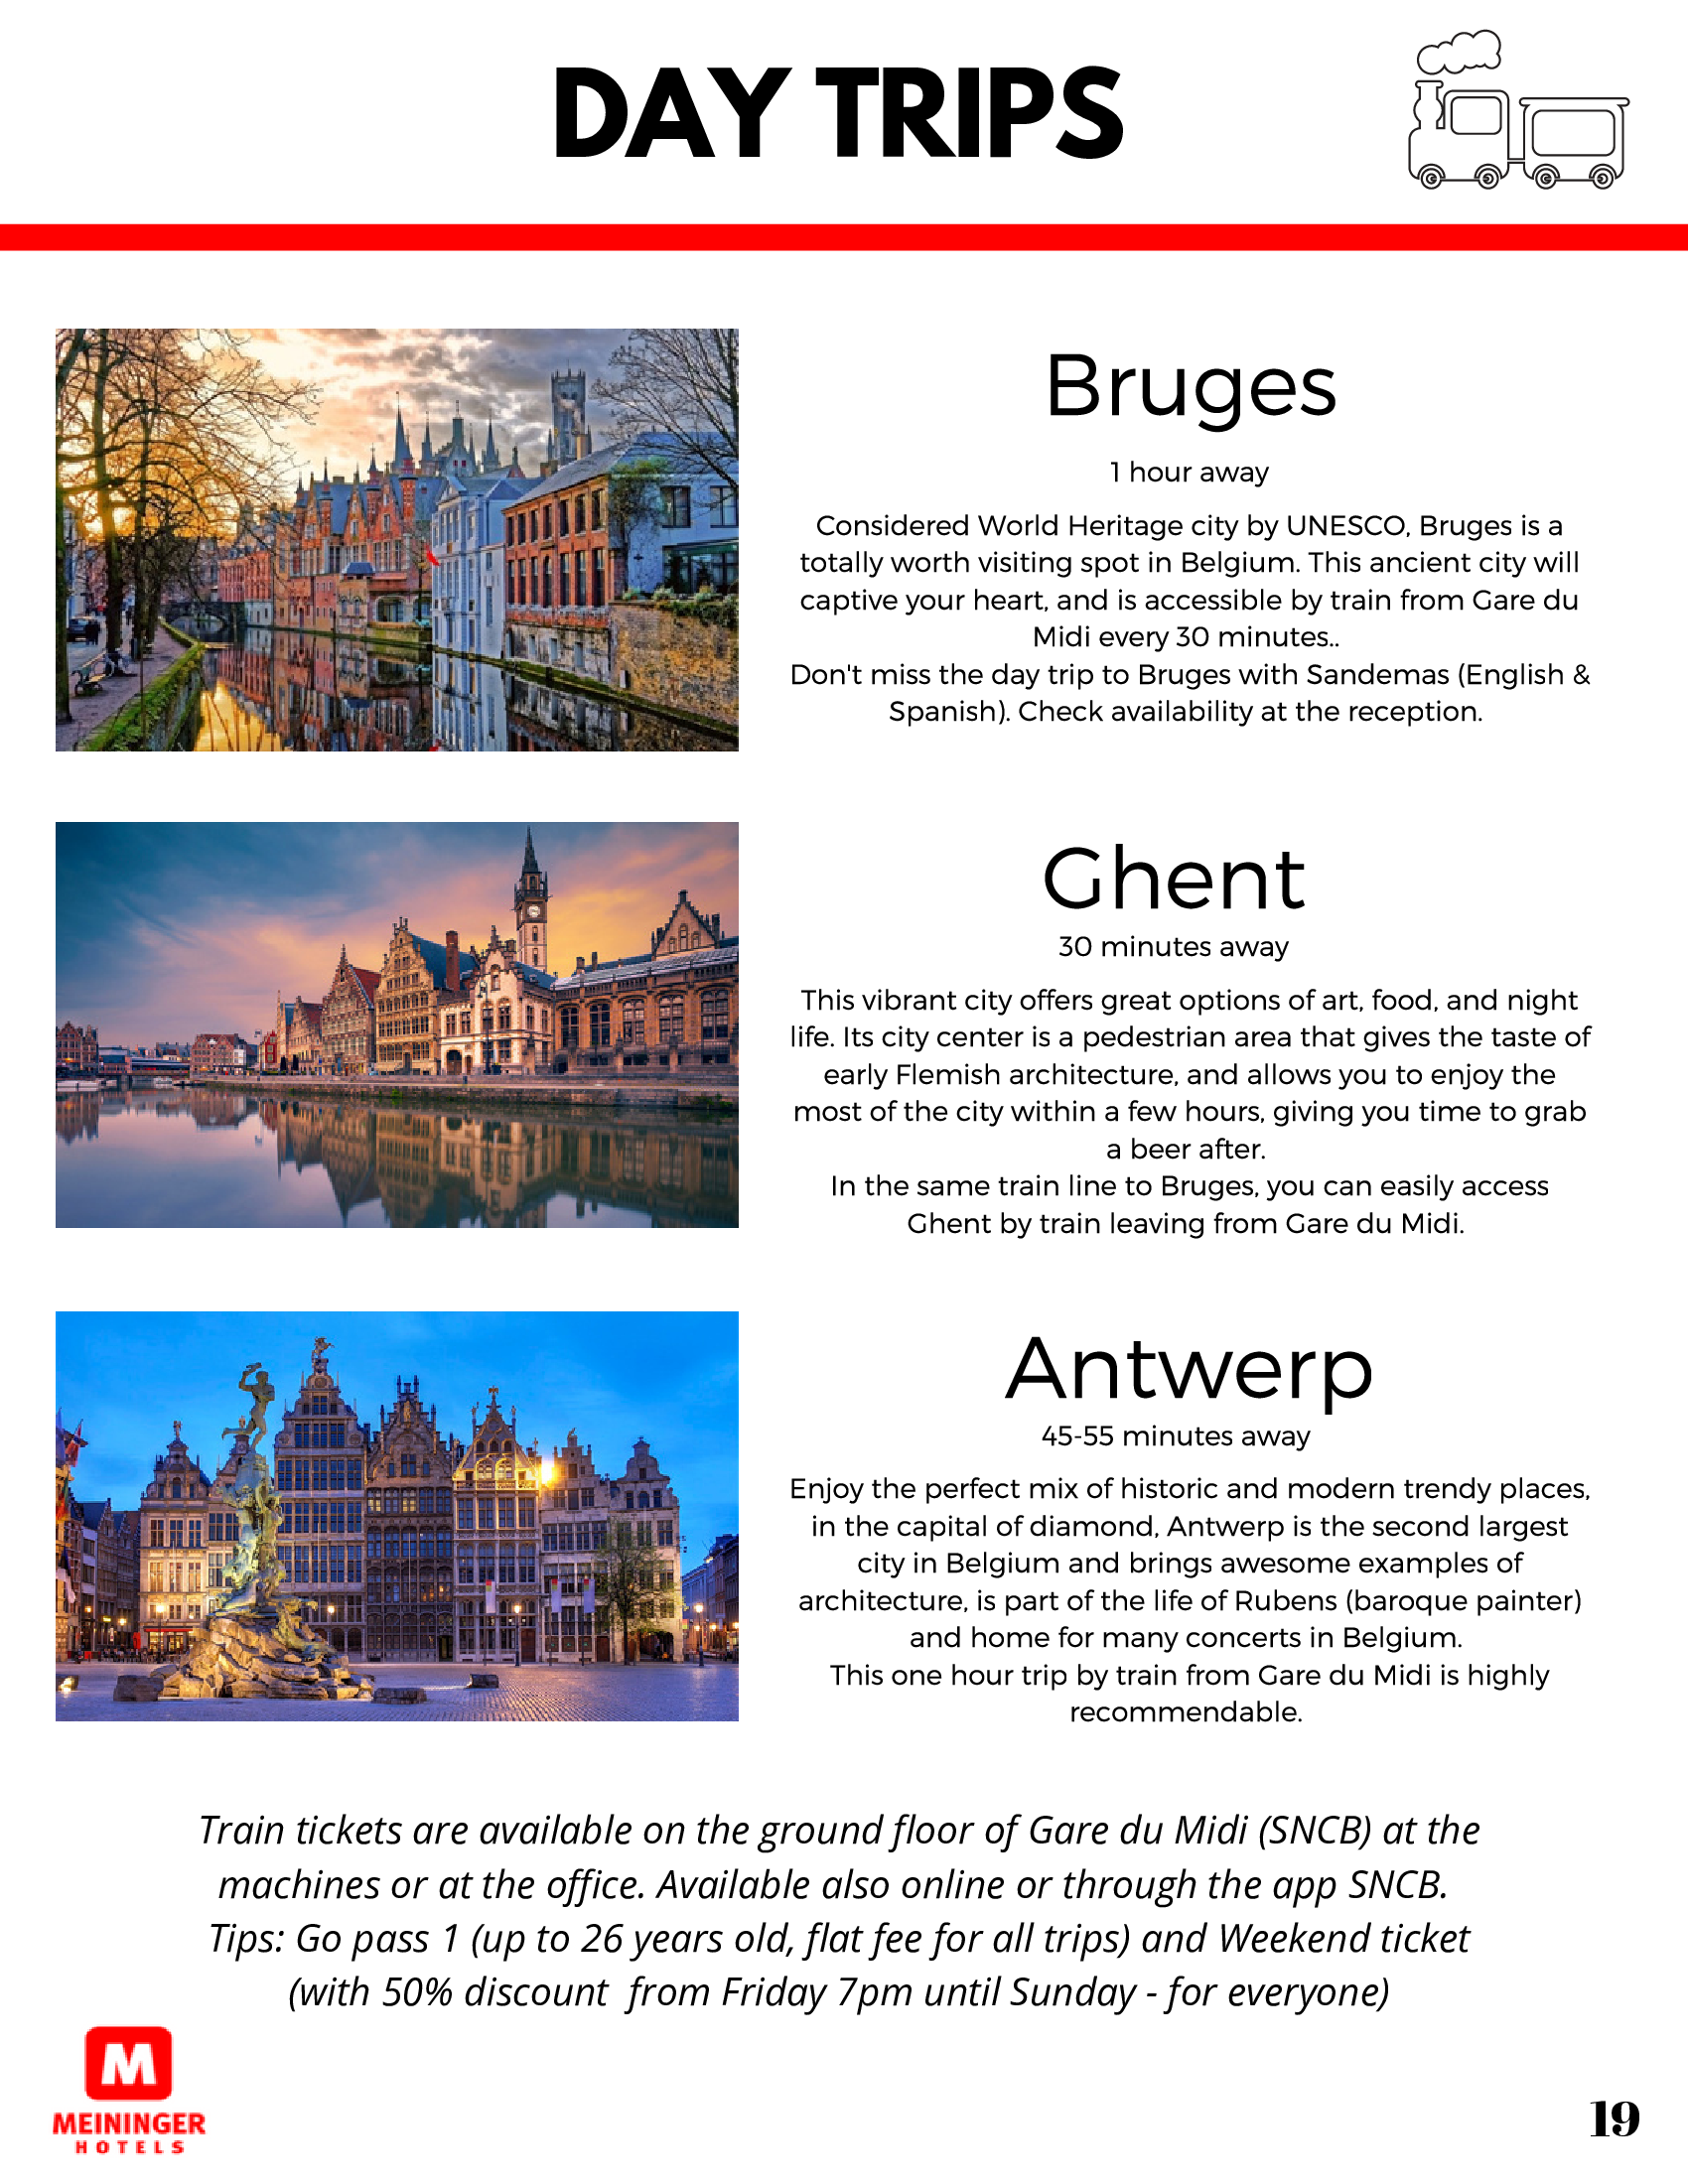 DAY TRIPS
Bruges
1 hour away
Considered World Heritage city by UNESCO, Bruges is a
totally worth visiting spot in Belgium. This ancient city will
captive your heart, and is accessible by train from Gare du
Midi every 30 minutes..
Don't miss the day trip to Bruges with Sandemas (English &
Spanish). Check availability at the reception.
Ghent
30 minutes away
This vibrant city offers great options of art, food, and night
life. Its city center is a pedestrian area that gives the taste of
early Flemish architecture, and allows you to enjoy the
most of the city within a few hours, giving you time to grab
a beer after.
In the same train line to Bruges, you can easily access
Ghent by train leaving from Gare du Midi.
Antwerp
45-55 minutes away
Enjoy the perfect mix of historic and modern trendy places,
in the capital of diamond, Antwerp is the second largest
city in Belgium and brings awesome examples of
architecture, is part of the life of Rubens (baroque painter)
and home for many concerts in Belgium.
This one hour trip by train from Gare du Midi is highly
recommendable.
Train tickets are available on the ground floor of Gare du Midi (SNCB) at the
machines or at the office. Available also online or through the app SNCB.
Tips: Go pass 1 (up to 26 years old, flat fee for all trips) and Weekend ticket
(with 50% discount  from Friday 7pm until Sunday - for everyone)
M
MEININGER
HOTELS
19